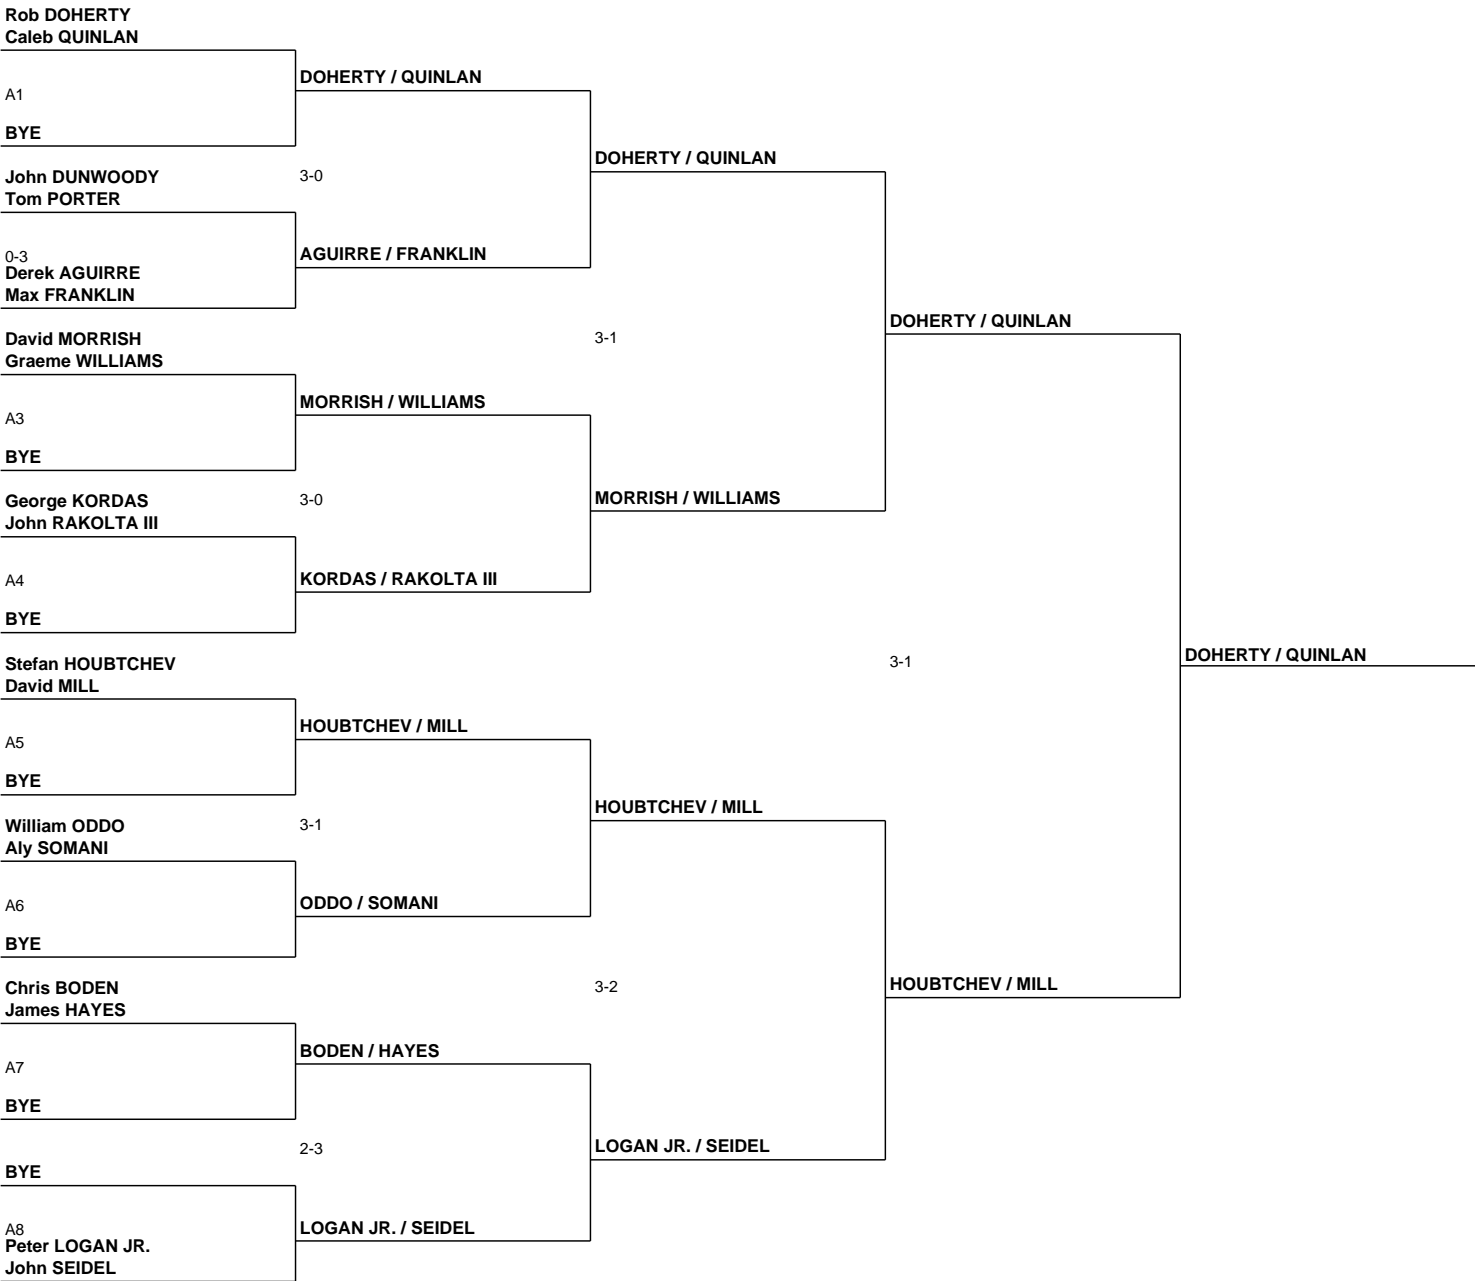 Rob DOHERTY
Caleb QUINLAN
DOHERTY / QUINLAN
A1
BYE
DOHERTY / QUINLAN
John DUNWOODY
3-0
Tom PORTER
AGUIRRE / FRANKLIN
0-3
Derek AGUIRRE
Max FRANKLIN
DOHERTY / QUINLAN
David MORRISH
3-1
Graeme WILLIAMS
MORRISH / WILLIAMS
A3
BYE
George KORDAS
3-0
MORRISH / WILLIAMS
John RAKOLTA III
A4
KORDAS / RAKOLTA III
BYE
Stefan HOUBTCHEV
3-1
DOHERTY / QUINLAN
David MILL
HOUBTCHEV / MILL
A5
BYE
HOUBTCHEV / MILL
William ODDO
3-1
Aly SOMANI
A6
ODDO / SOMANI
BYE
Chris BODEN
3-2
HOUBTCHEV / MILL
James HAYES
BODEN / HAYES
A7
BYE
2-3
LOGAN JR. / SEIDEL
BYE
A8
LOGAN JR. / SEIDEL
Peter LOGAN JR.
John SEIDEL